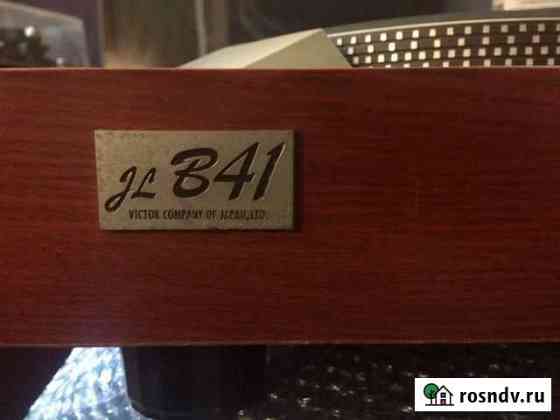 JL B41
VICTOR COMPANY OF JAPAN, LTD.
rosndv.ru